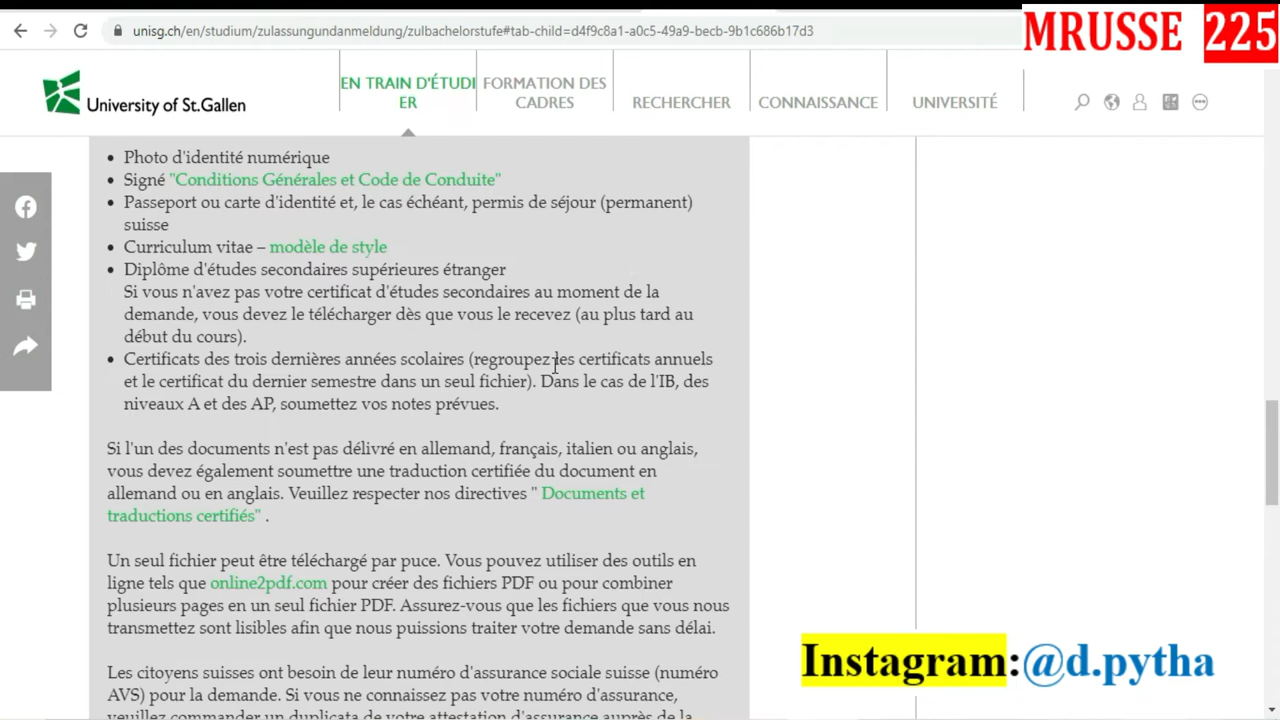 unisg.ch/en/studium/zulassungundanmeldung/zulbachelorstufe#tab-child=d4f9c8a1-a0c5-49a9-becb-9b1c686b17d3
MRUSSE 225
University of St.Gallen
EN TRAIN D'ÉTUDI
ER
FORMATION DES
CADRES
RECHERCHER
CONNAISSANCE
UNIVERSITÉ
• Photo d'identité numérique
• Signé "Conditions Générales et Code de Conduite"
• Passeport ou carte d'identité et, le cas échéant, permis de séjour (permanent)
suisse
• Curriculum vitae – modèle de style
• Diplôme d'études secondaires supérieures étranger
Si vous n'avez pas votre certificat d'études secondaires au moment de la
demande, vous devez le télécharger dès que vous le recevez (au plus tard au
début du cours).
• Certificats des trois dernières années scolaires (regroupez les certificats annuels
et le certificat du dernier semestre dans un seul fichier). Dans le cas de l'IB, des
niveaux A et des AP, soumettez vos notes prévues.
Si l'un des documents n'est pas délivré en allemand, français, italien ou anglais,
vous devez également soumettre une traduction certifiée du document en
allemand ou en anglais. Veuillez respecter nos directives " Documents et
traductions certifiés" .
Un seul fichier peut être téléchargé par puce. Vous pouvez utiliser des outils en
ligne tels que online2pdf.com pour créer des fichiers PDF ou pour combiner
plusieurs pages en un seul fichier PDF. Assurez-vous que les fichiers que vous nous
transmettez sont lisibles afin que nous puissions traiter votre demande sans délai.
Les citoyens suisses ont besoin de leur numéro d'assurance sociale suisse (numéro
AVS) pour la demande. Si vous ne connaissez pas votre numéro d'assurance,
veuillez commander un duplicata de votre attestation d'assurance auprès de la
Instagram:@d.pytha